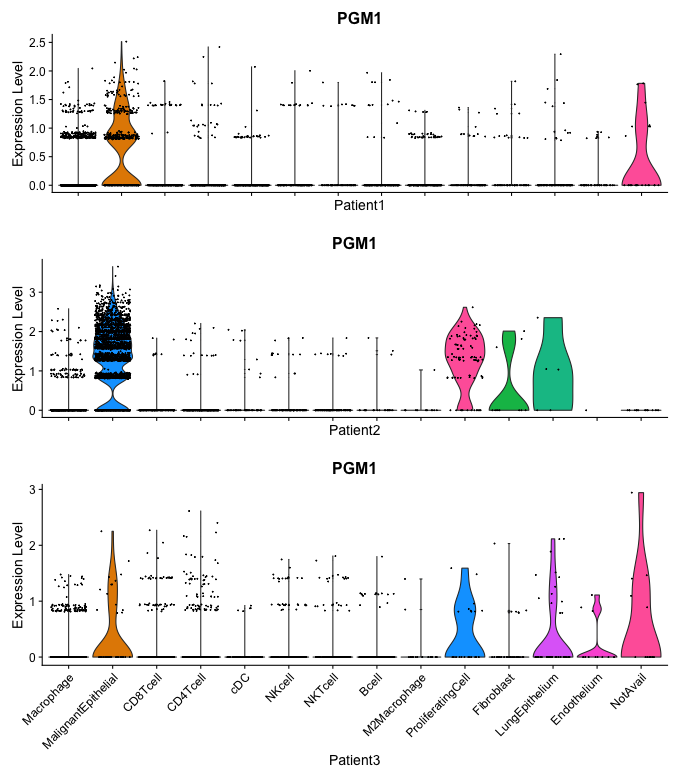 PGM1
Expression Level
2.5
2.0
1.5
1.0
0.5
0.0
Patient1
PGM1
Expression Level
3
2
1
0
Patient2
PGM1
Expression Level
3
2
1
0
Macrophage
MalignantEpithelial
CD8Tcell
CD4Tcell
cDC
NKcell
NKTcell
Bcell
M2Macrophage
ProliferatingCell
Fibroblast
LungEpithelium
Endothelium
NotAvail
Patient3